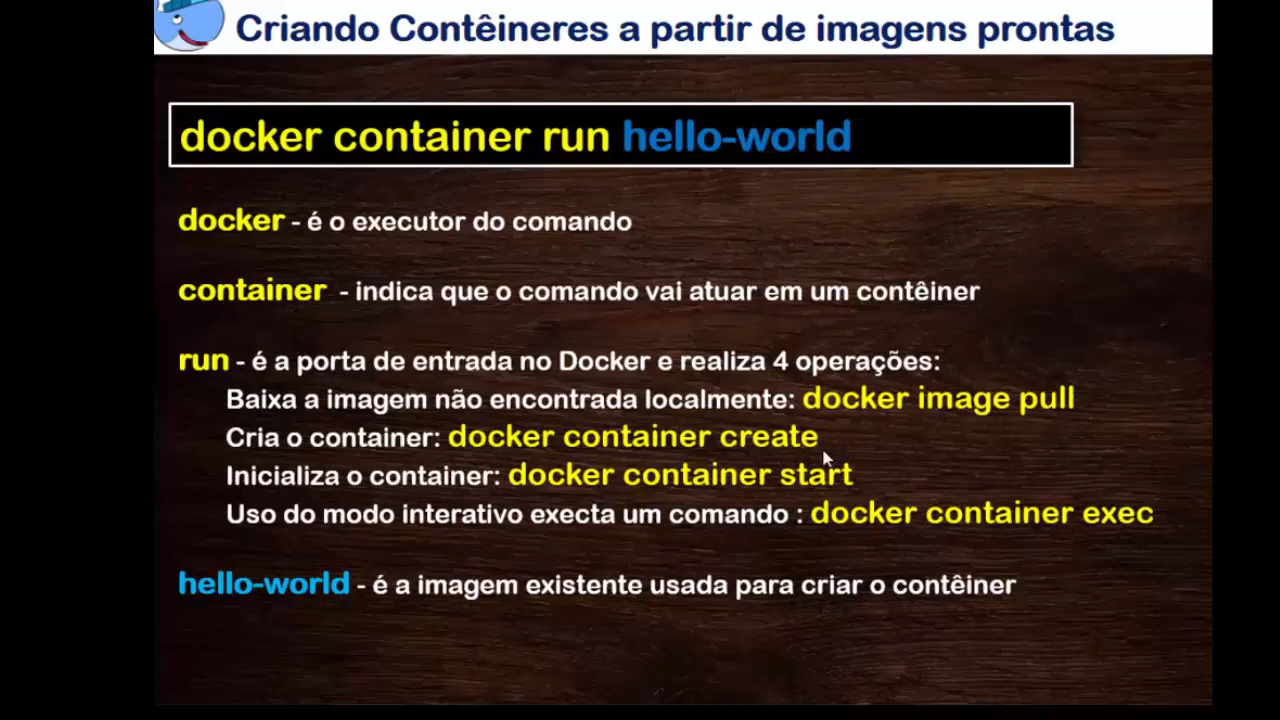 Criando Contêineres a partir de imagens prontas
docker container run hello-world
docker - é o executor do comando
container - indica que o comando vai atuar em um contêiner
run - é a porta de entrada no Docker e realiza 4 operações:
Baixa a imagem não encontrada localmente: docker image pull
Cria o container: docker container create
Inicializa o container: docker container start
Uso do modo interativo execta um comando : docker container exec
hello-world - é a imagem existente usada para criar o contêiner